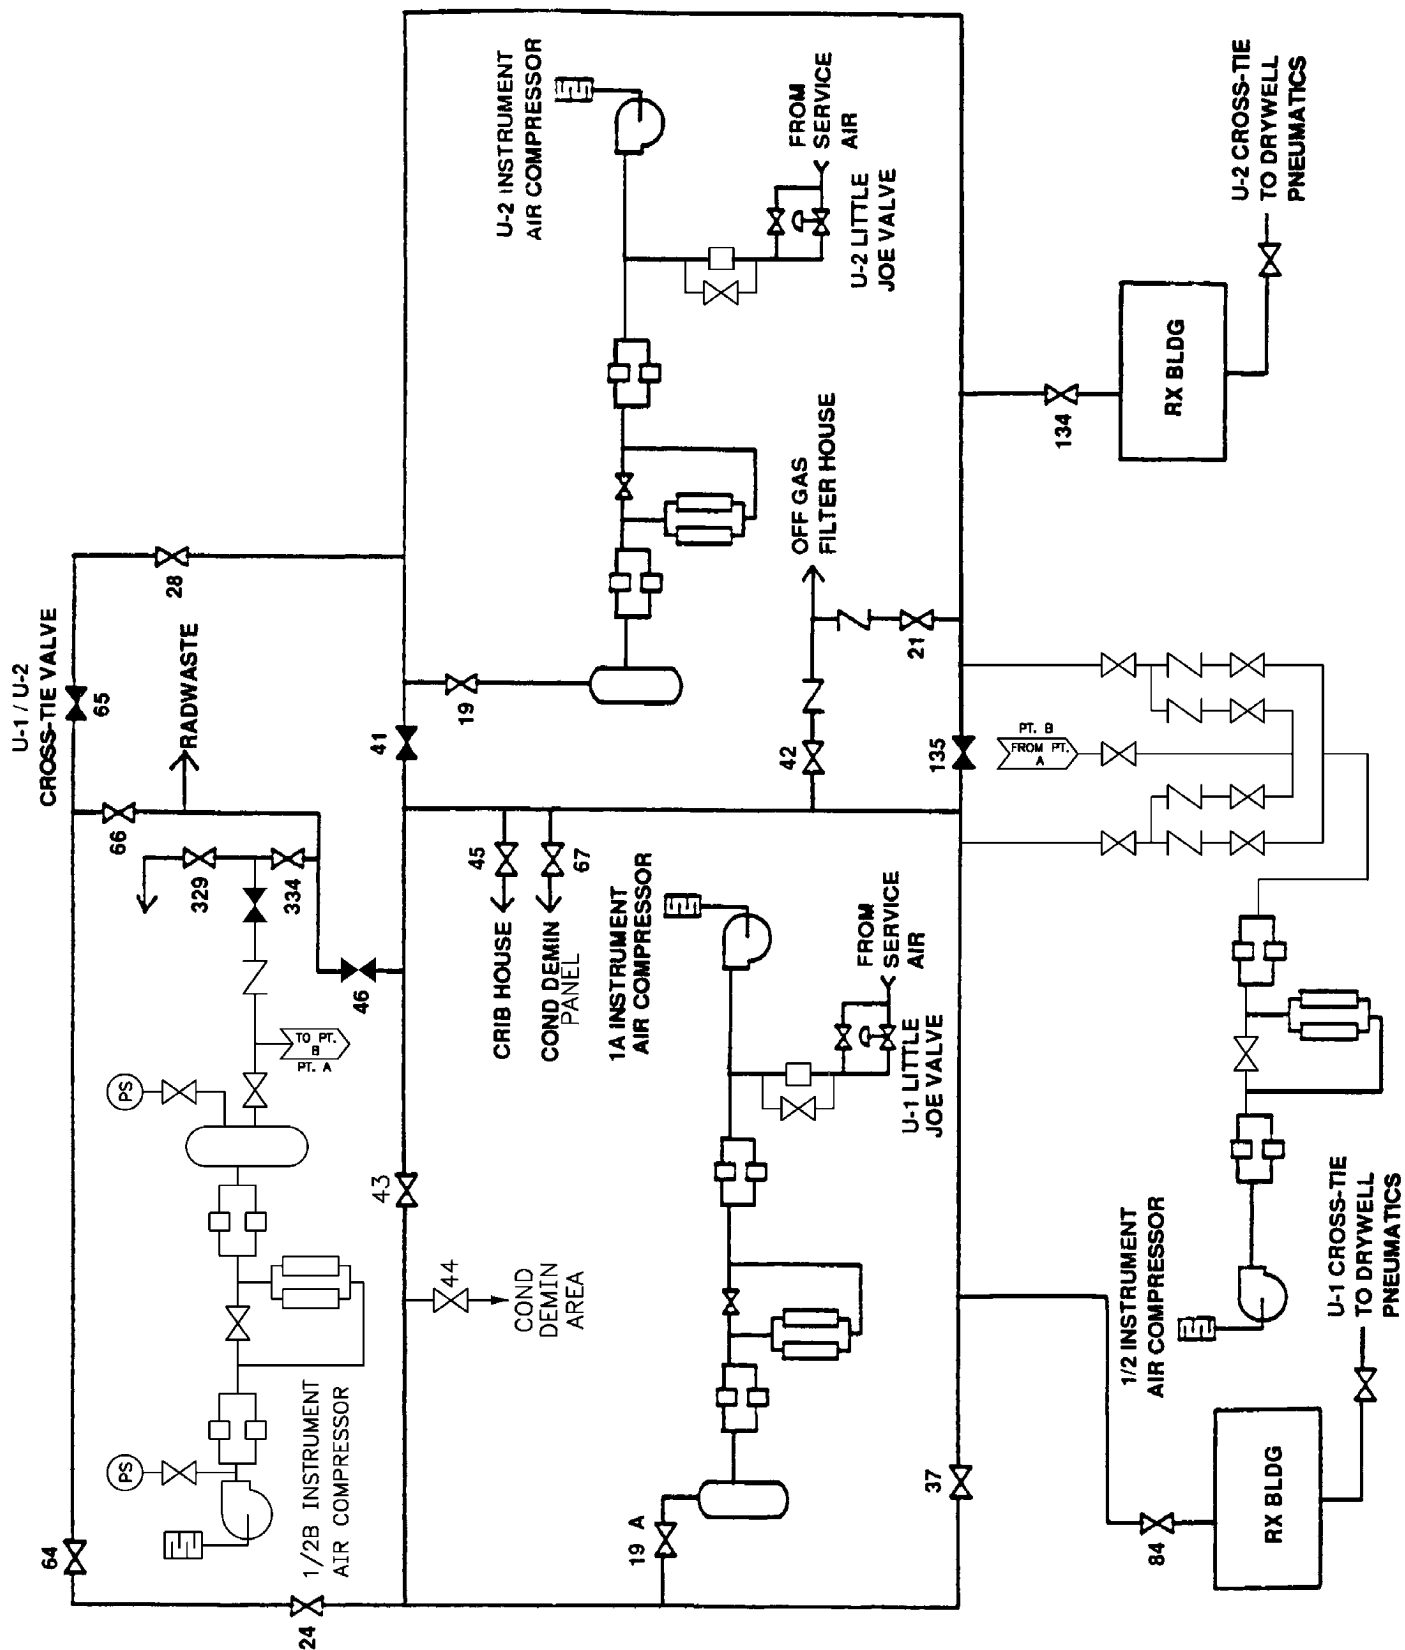 U-1 / U-2
CROSS-TIE VALVE
65
28
RADWASTE
66
329
334
46
64
24
PS
PS
TO PT.
B
PT. A
1/2B INSTRUMENT
AIR COMPRESSOR
41
43
44
COND
DEMIN
AREA
19
U-2 INSTRUMENT
AIR COMPRESSOR
FROM
SERVICE
AIR
U-2 LITTLE
JOE VALVE
CRIB HOUSE
45
COND DEMIN
PANEL
67
42
OFF GAS
FILTER HOUSE
21
1A INSTRUMENT
AIR COMPRESSOR
FROM
SERVICE
AIR
U-1 LITTLE
JOE VALVE
19 A
37
135
PT. B
FROM PT.
A
134
RX BLDG
U-2 CROSS-TIE
TO DRYWELL
PNEUMATICS
1/2 INSTRUMENT
AIR COMPRESSOR
84
RX BLDG
U-1 CROSS-TIE
TO DRYWELL
PNEUMATICS